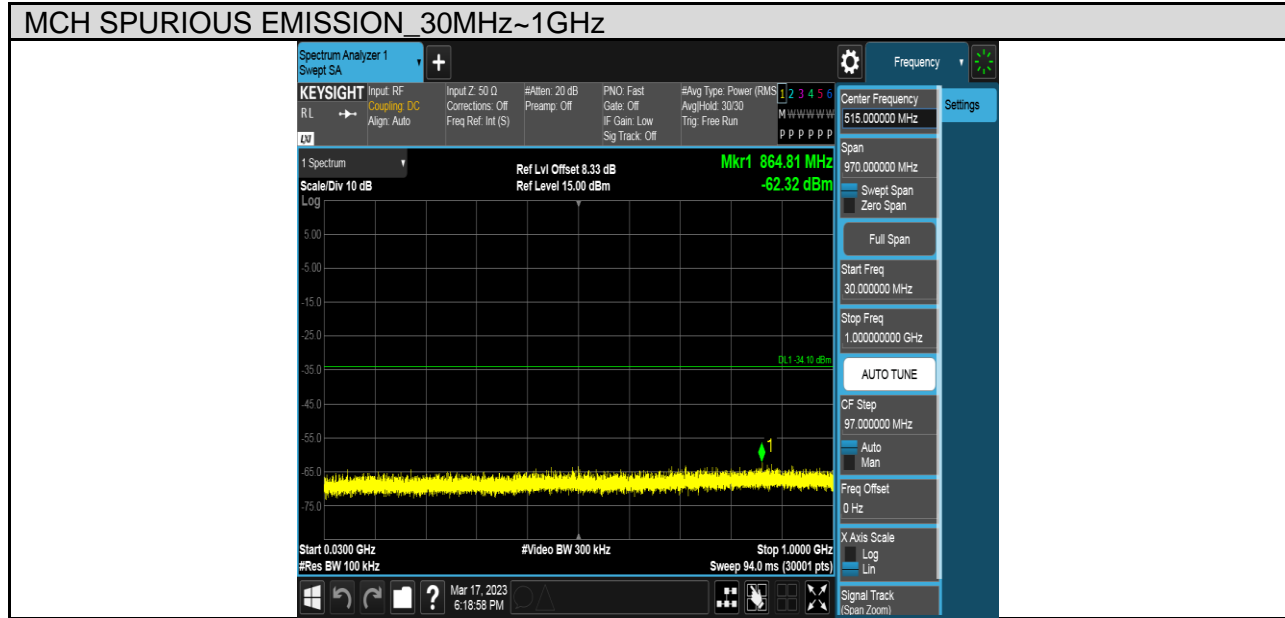 MCH SPURIOUS EMISSION_30MHz~1GHz
Spectrum Analyzer 1
Swept SA
+
Frequency
KEYSIGHT
RL
LXI
Input: RF
Coupling: DC
Align: Auto
Input Z: 50 Ω
Corrections: Off
Freq Ref: Int (S)
#Atten: 20 dB
Preamp: Off
PNO: Fast
Gate: Off
IF Gain: Low
Sig Track: Off
#Avg Type: Power (RMS
Avg|Hold: 30/30
Trig: Free Run
1 2 3 4 5 6
M W W W W W
P P P P P P
Center Frequency
515.000000 MHz
Settings
Span
970.000000 MHz
Swept Span
Zero Span
Full Span
Start Freq
30.000000 MHz
Stop Freq
1.000000000 GHz
AUTO TUNE
CF Step
97.000000 MHz
Auto
Man
Freq Offset
0 Hz
X Axis Scale
Log
Lin
Signal Track
(Span Zoom)
1 Spectrum
Scale/Div 10 dB
Log
Ref Lvl Offset 8.33 dB
Ref Level 15.00 dBm
Mkr1 864.81 MHz
-62.32 dBm
5.00
-5.00
-15.0
-25.0
DL1 -34.10 dBm
-35.0
-45.0
-55.0
1
-65.0
-75.0
Start 0.0300 GHz
#Res BW 100 kHz
#Video BW 300 kHz
Stop 1.0000 GHz
Sweep 94.0 ms (30001 pts)
?
Mar 17, 2023
6:18:58 PM